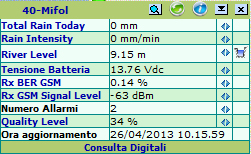 40-Mifol
Total Rain Today 0 mm
Rain Intensity 0 mm/min
River Level 9.15 m
Tensione Batteria 13.76 Vdc
Rx BER GSM 0.14 %
Rx GSM Signal Level -63 dBm
Numero Allarmi 2
Quality Level 34 %
Ora aggiornamento 26/04/2013 10.15.59
Consulta Digitali